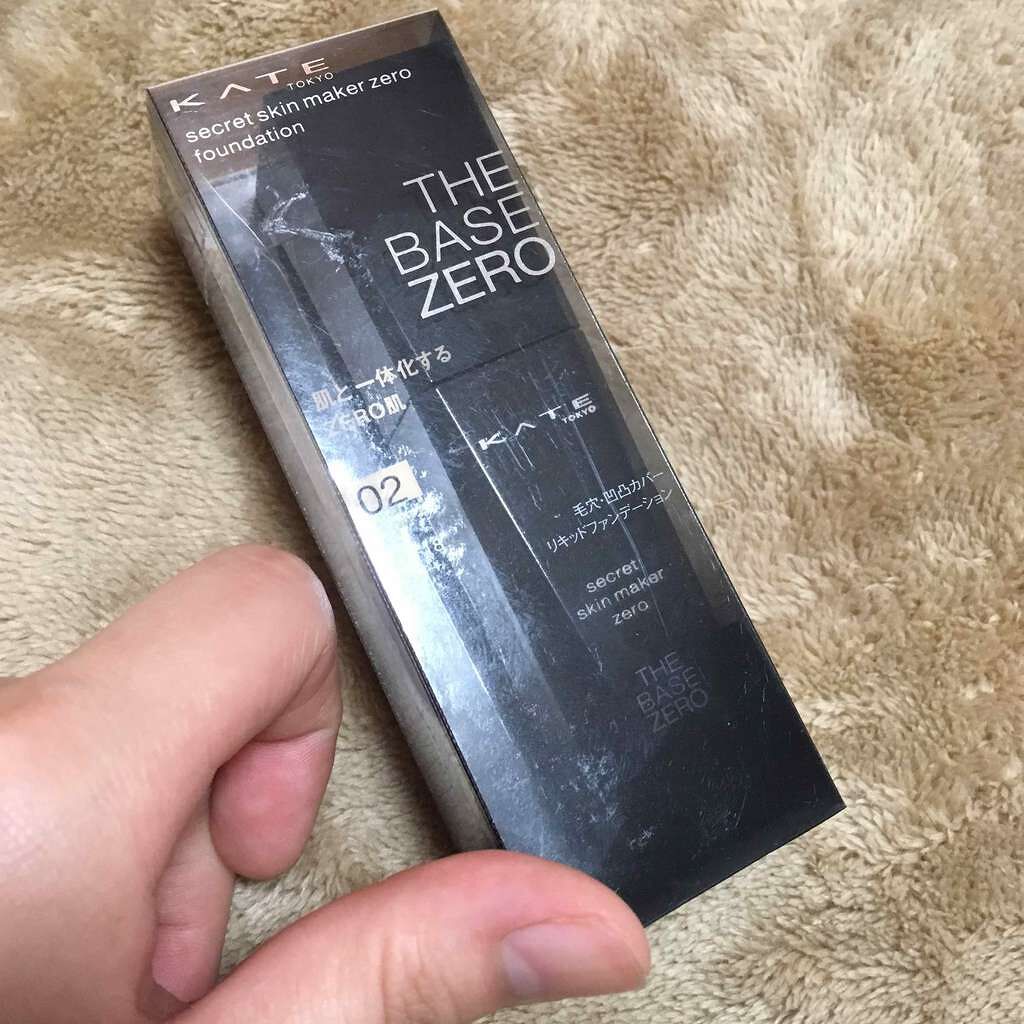 KATE
TOKYO
secret skin maker zero
foundation
THE
BASE
ZERO
肌と一体化する
ZERO肌
02
KATE
TOKYO
毛穴・凹凸カバー
リキッドファンデーション
secret
skin maker
zero
THE
BASE
ZERO